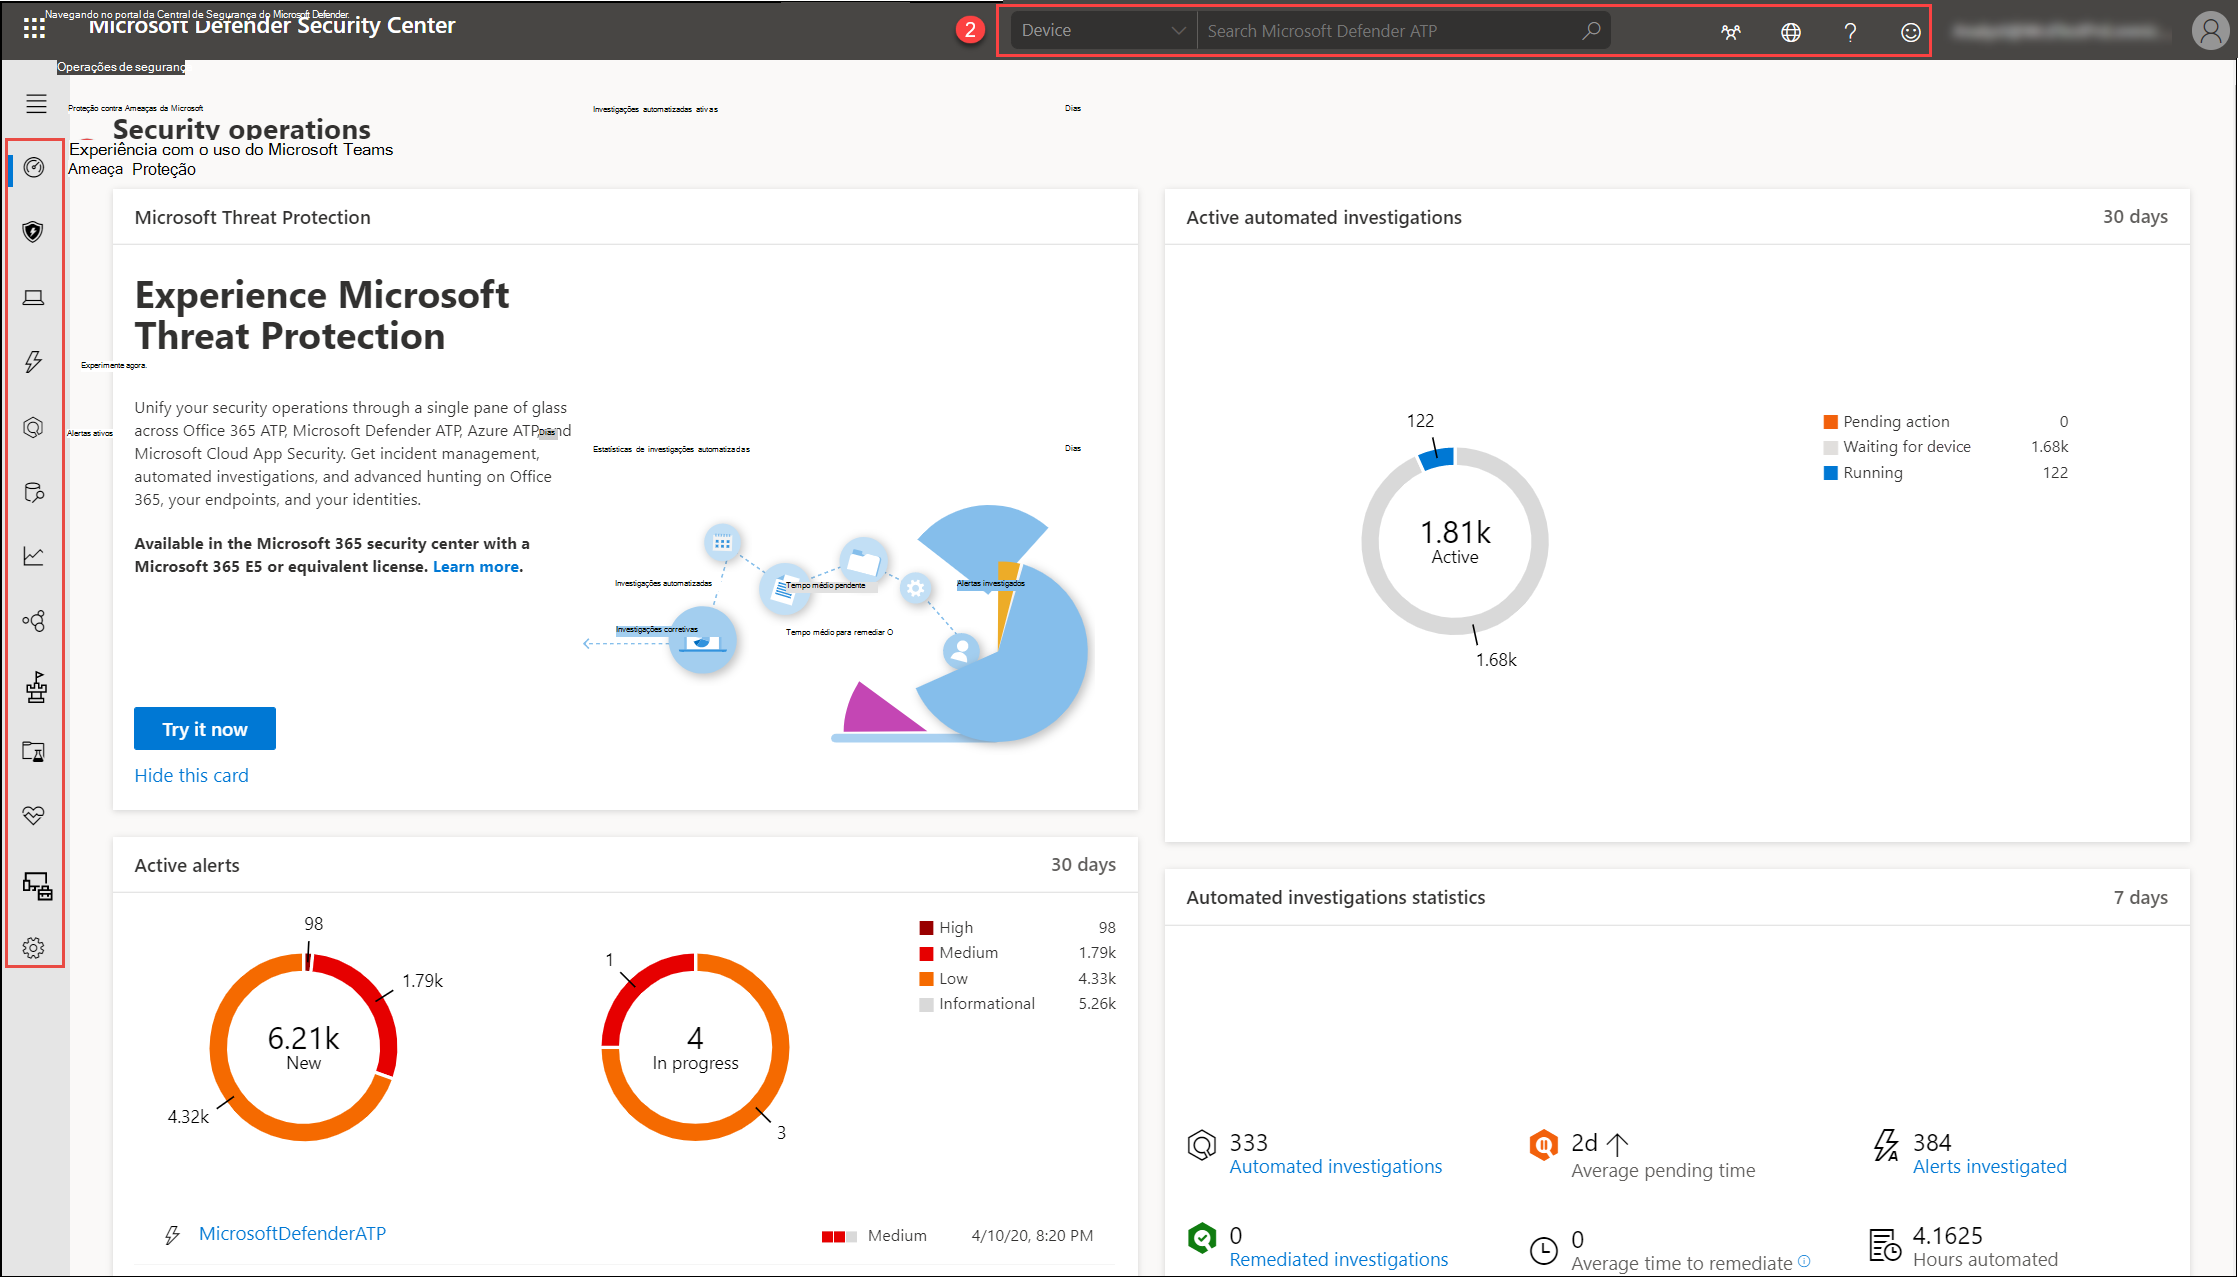 Navegando no portal da Central de Segurança do Microsoft Defender.
Microsoft Defender Security Center
2
Device
Search Microsoft Defender ATP
Operações de seguranç
Proteção contra Ameaças da Microsoft
Investigações automatizadas ativas
Dias
Security operations
Experiência com o uso do Microsoft Teams
Ameaça Proteção
Microsoft Threat Protection
Experience Microsoft
Threat Protection
Experimente agora.
Unify your security operations through a single pane of glass
across Office 365 ATP, Microsoft Defender ATP, Azure ATP, and
Alertas ativos
Dias
Microsoft Cloud App Security. Get incident management,
automated investigations, and advanced hunting on Office
365, your endpoints, and your identities.
Estatísticas de investigações automatizadas
Dias
Available in the Microsoft 365 security center with a
Microsoft 365 E5 or equivalent license. Learn more.
Investigações automatizadas
Tempo médio pendente
Alertas investigados
Investigações corretivas
Tempo médio para remediar O
Try it now
Hide this card
Active automated investigations
30 days
122
1.81k
Active
1.68k
Pending action 0
Waiting for device 1.68k
Running 122
Active alerts
30 days
98
1.79k
6.21k
New
4.32k
1
4
In progress
3
High 98
Medium 1.79k
Low 4.33k
Informational 5.26k
MicrosoftDefenderATP
Medium
4/10/20, 8:20 PM
Automated investigations statistics
7 days
333
Automated investigations
2d
Average pending time
384
Alerts investigated
0
Remediated investigations
0
Average time to remediate
4.1625
Hours automated